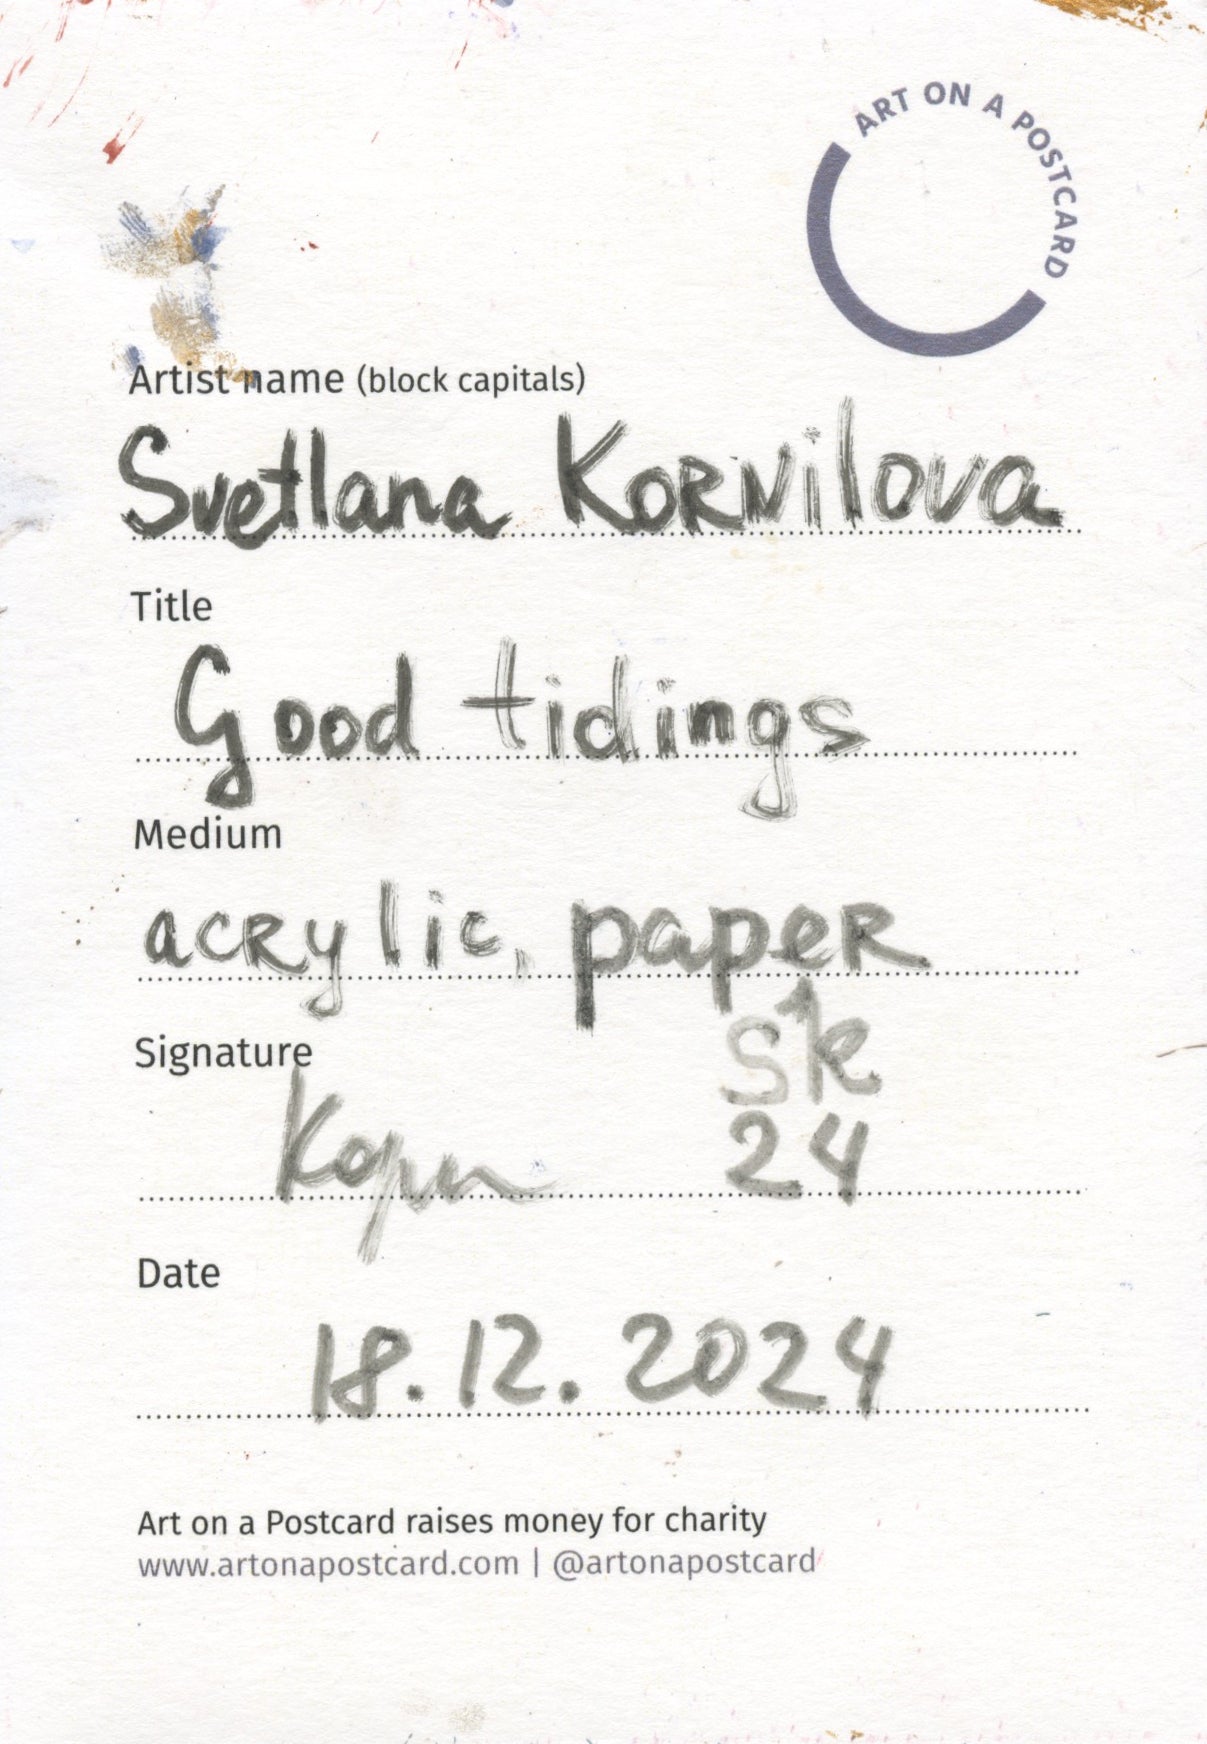 ART ON A POSTCARD
Artist name (block capitals)
Svetlana Kornilova
Title
Good tidings
Medium
acrylic, paper
Signature
sk
Корн
24
Date
18.12.2024
Art on a Postcard raises money for charity
www.artonapostcard.com | @artonapostcard